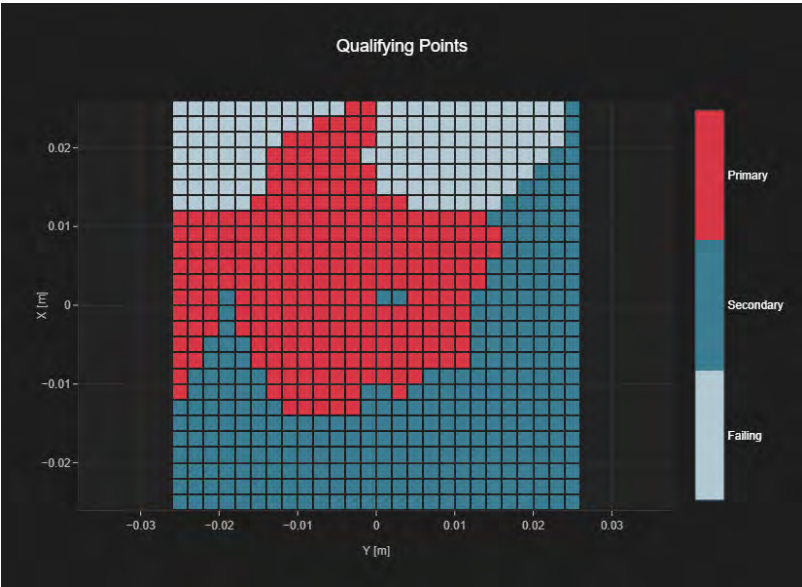 Qualifying Points
0.02
0.01
0
−0.01
−0.02
X [m]
−0.03
−0.02
−0.01
0
0.01
0.02
0.03
Y [m]
Primary
Secondary
Failing